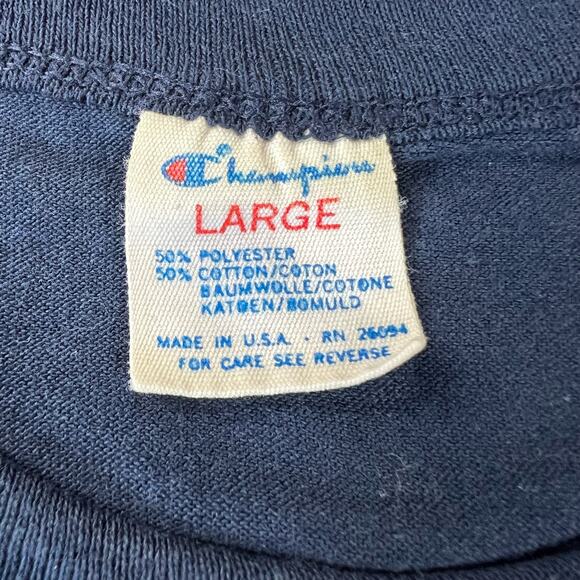 Champion
LARGE
50% POLYESTER
50% COTTON/COTON
BAUMWOLLE/COTONE
KATOEN/BOMULD
MADE IN U.S.A. · RN 26094
FOR CARE SEE REVERSE